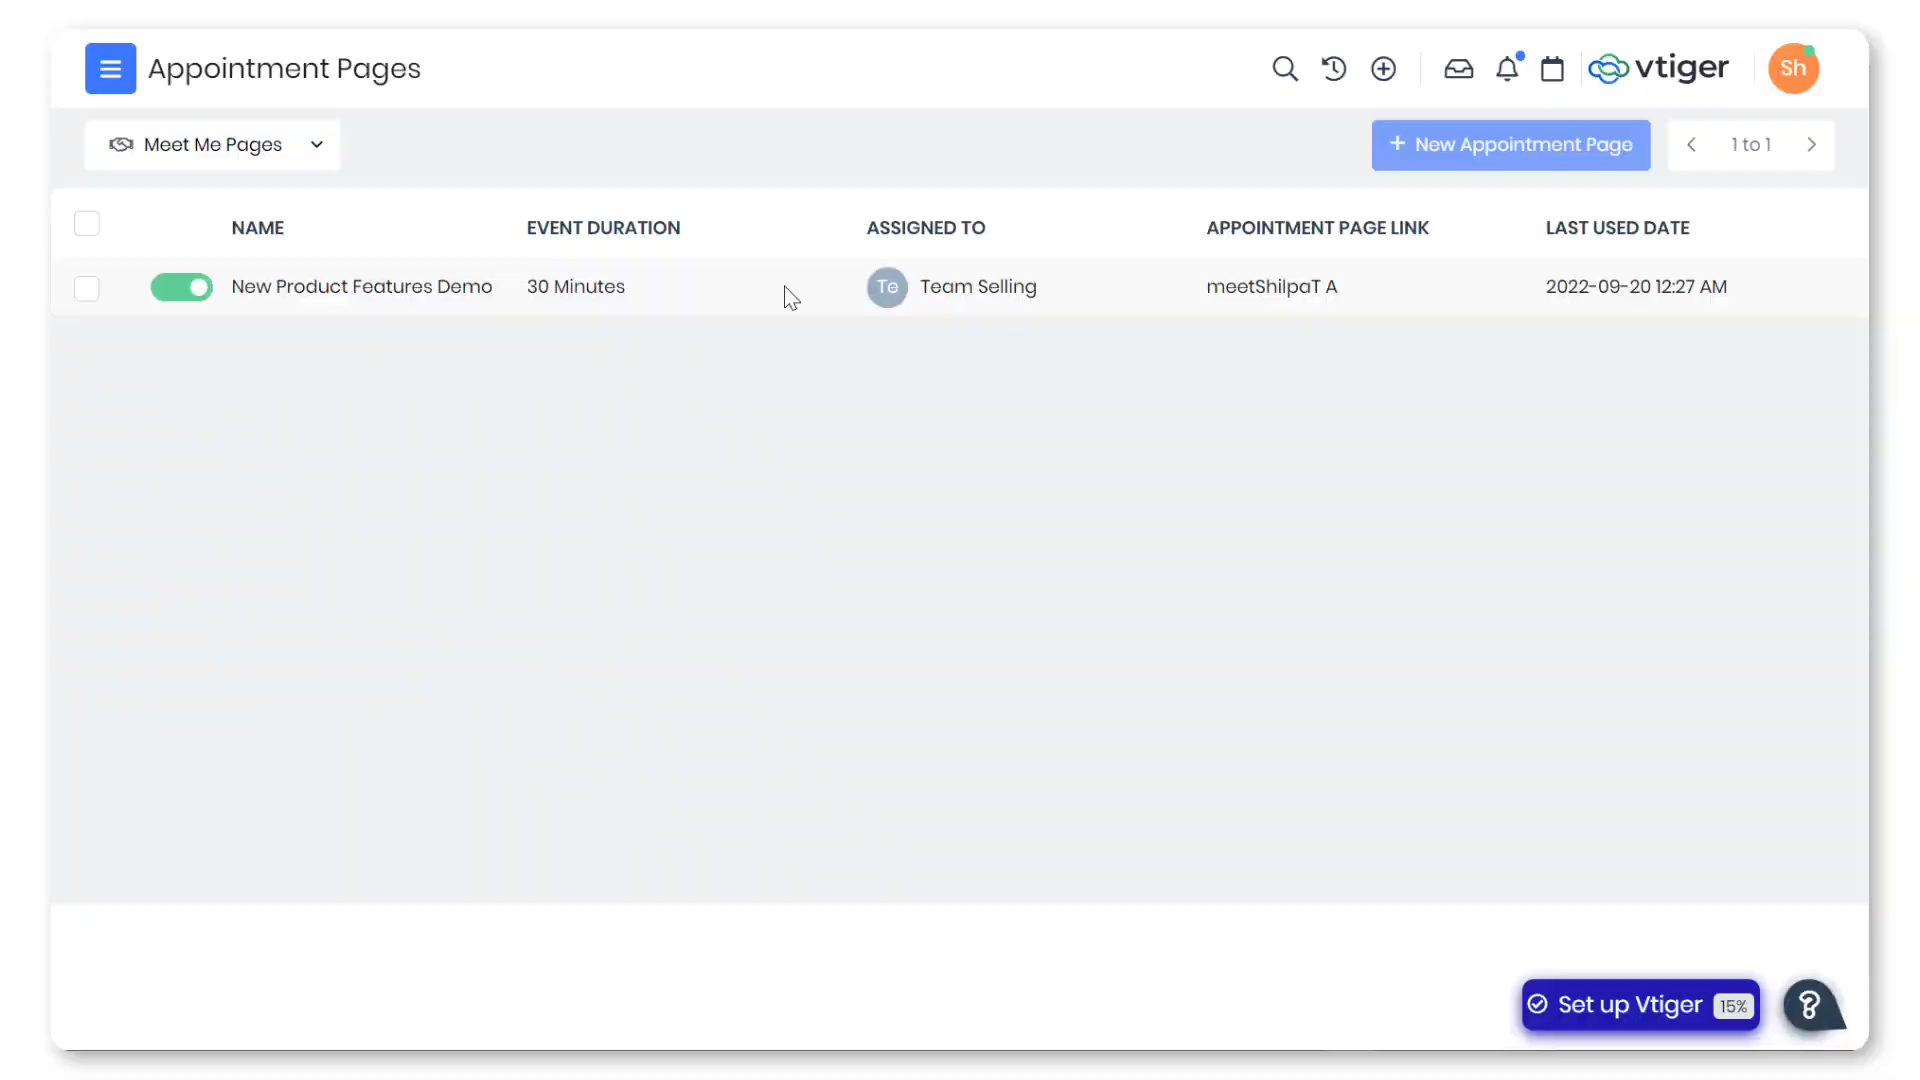 Appointment Pages
vtiger
Sh
Meet Me Pages
+ New Appointment Page
1 to 1
NAME EVENT DURATION ASSIGNED TO APPOINTMENT PAGE LINK LAST USED DATE
New Product Features Demo 30 Minutes Te Team Selling meetShilpaT A 2022-09-20 12:27 AM
Set up Vtiger 15%
?